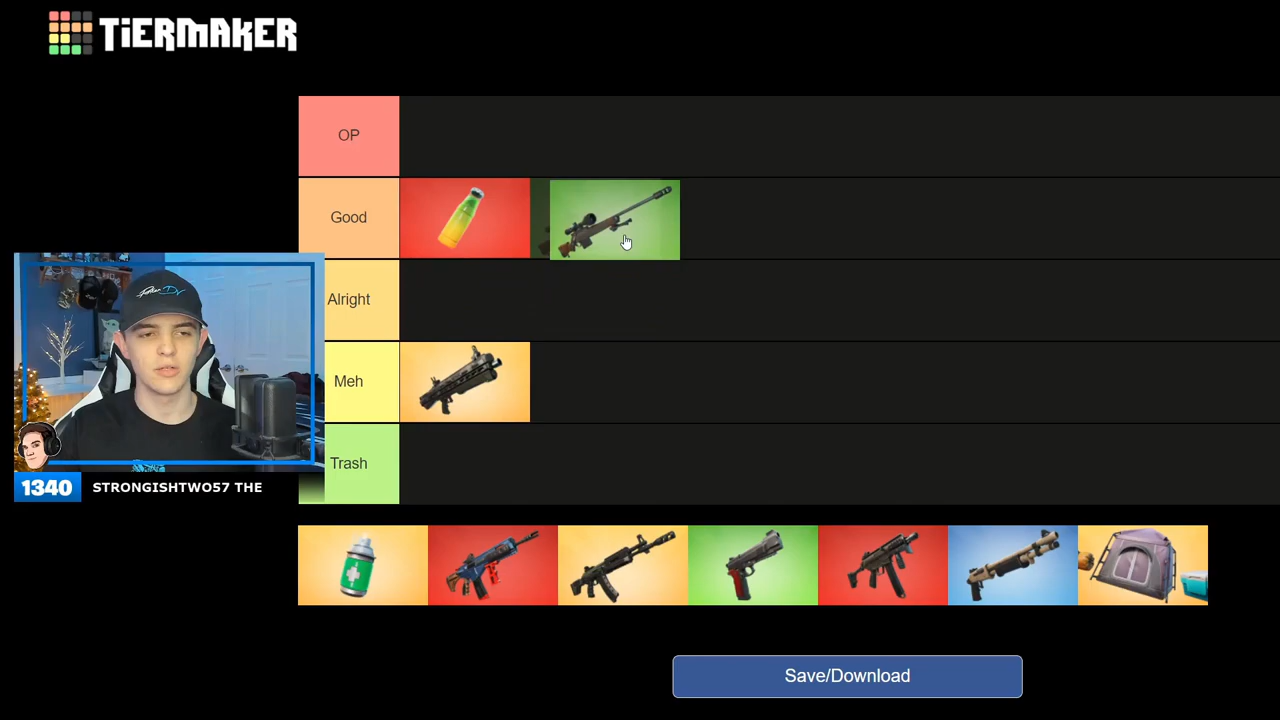 TiERMAKER
OP
Good
Alright
Meh
Trash
1340 STRONGISHTWO57 THE
Save/Download